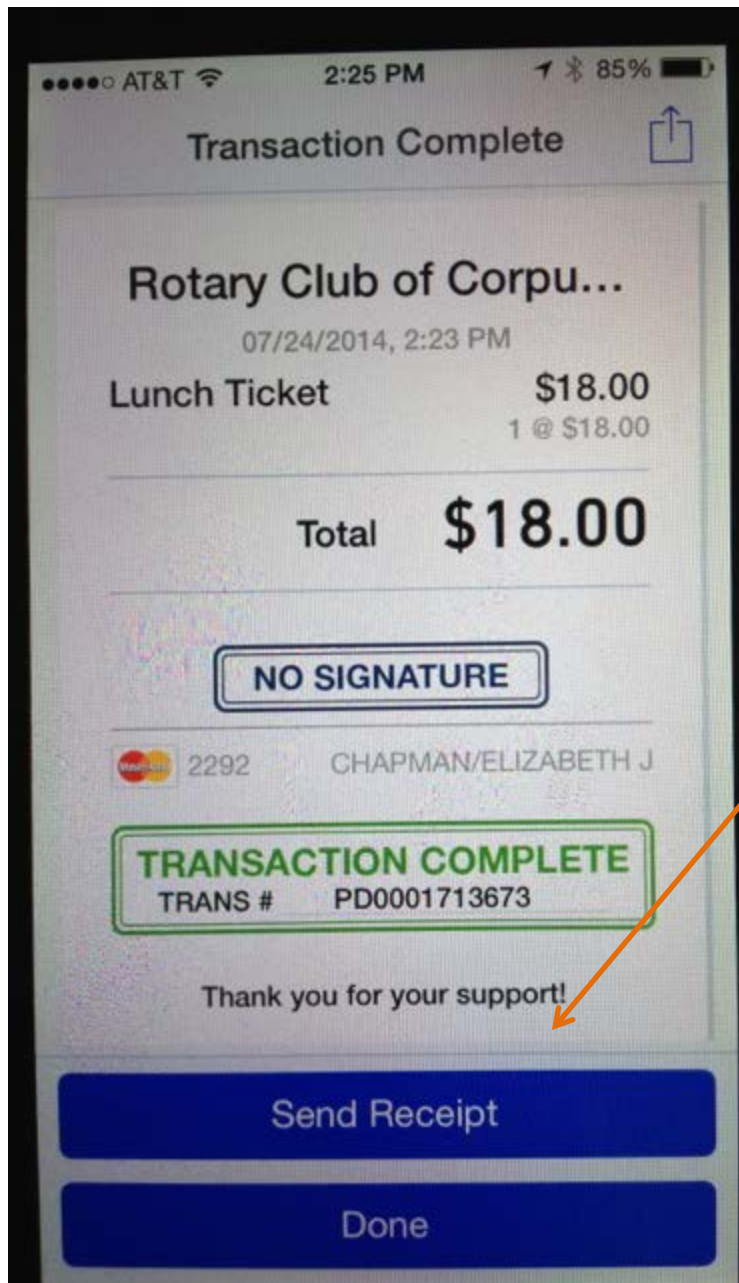 AT&T 2:25 PM 85%
Transaction Complete
Rotary Club of Corpu...
07/24/2014, 2:23 PM
Lunch Ticket $18.00
1 @ $18.00
Total $18.00
NO SIGNATURE
2292 CHAPMAN/ELIZABETH J
TRANSACTION COMPLETE
TRANS # PD0001713673
Thank you for your support!
Send Receipt
Done